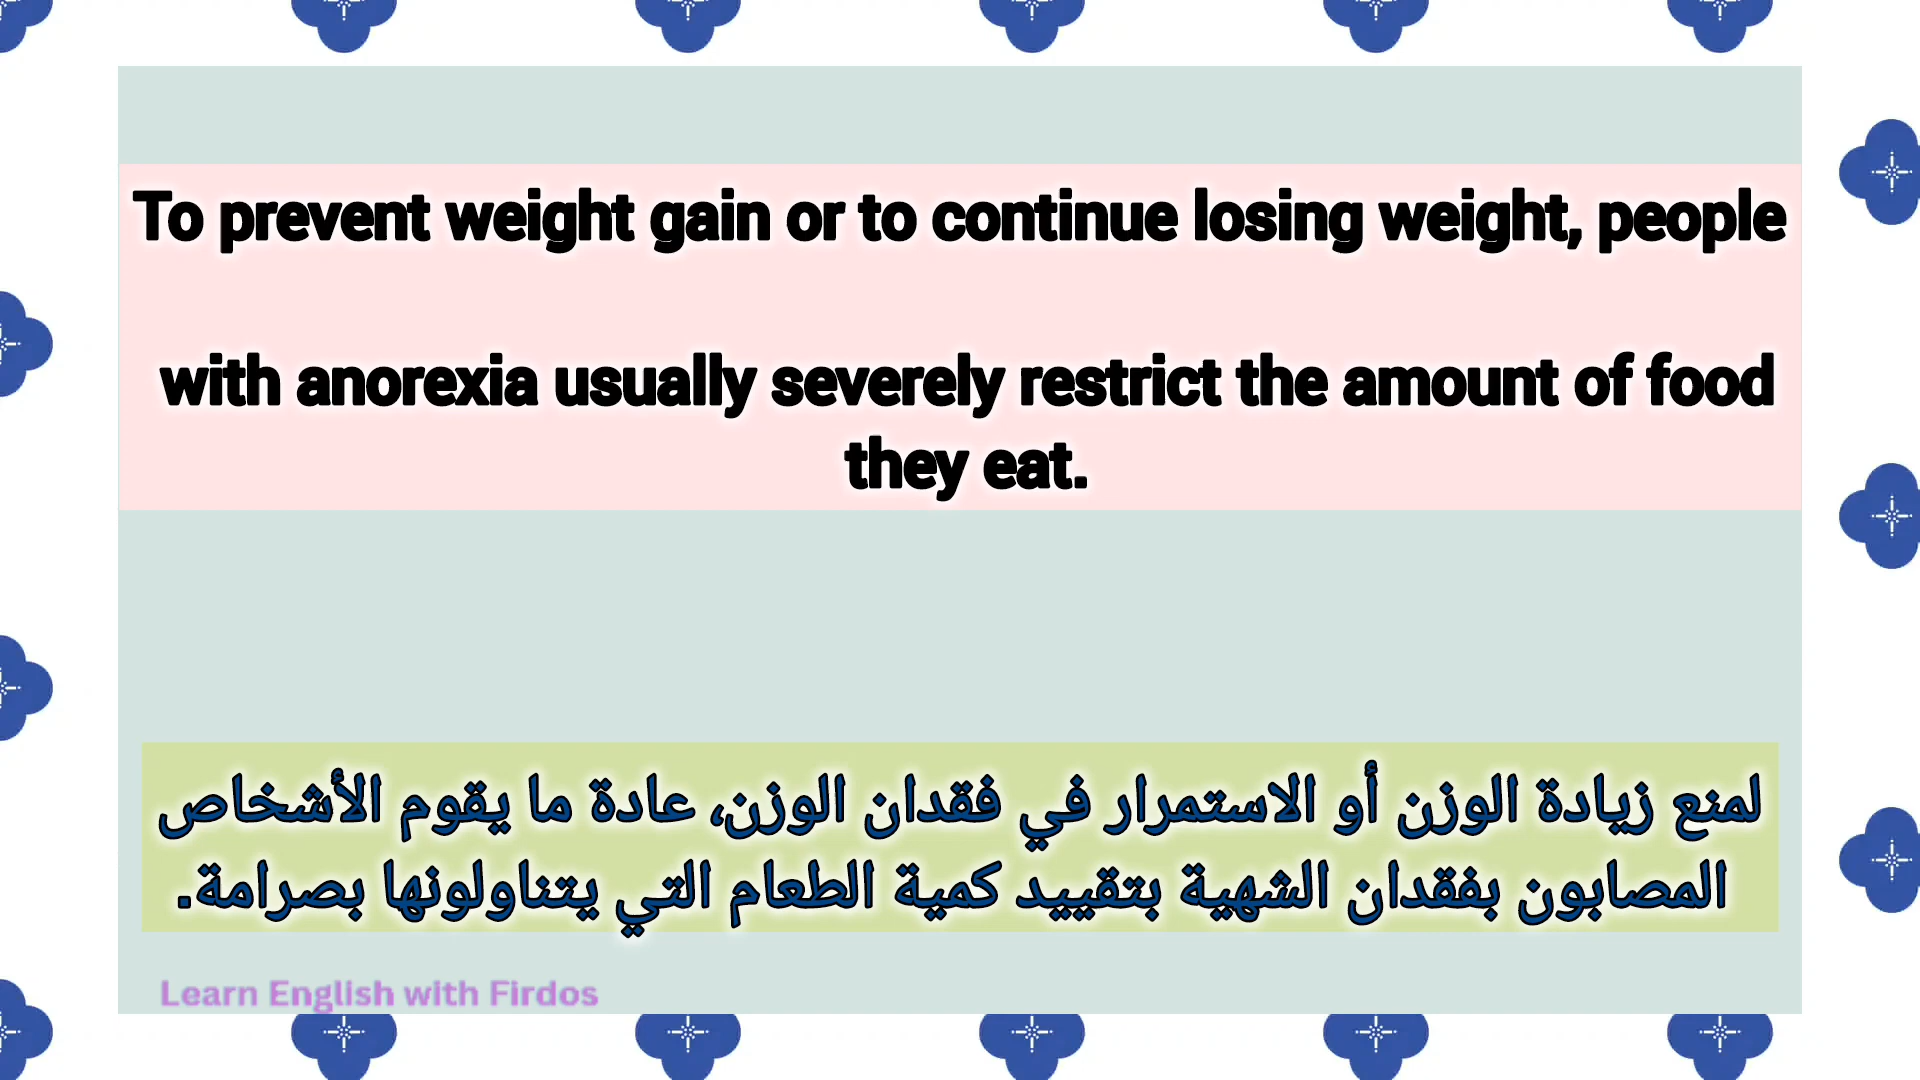 To prevent weight gain or to continue losing weight, people
with anorexia usually severely restrict the amount of food
they eat.
لمنع زيادة الوزن أو الاستمرار في فقدان الوزن، عادة ما يقوم الأشخاص
المصابون بفقدان الشهية بتقييد كمية الطعام التي يتناولونها بصرامة.
Learn English with Firdos